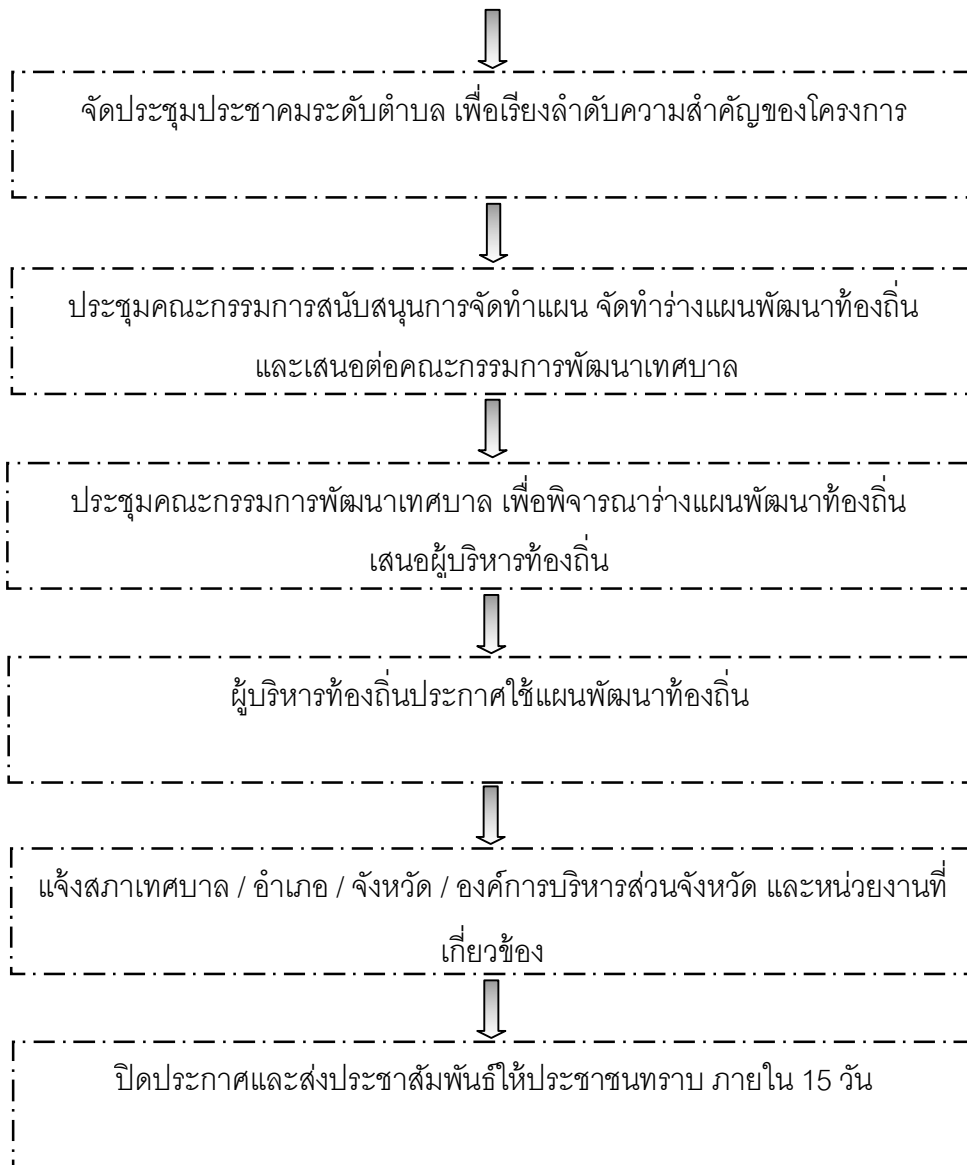 จัดประชุมประชาคมระดับตำบล เพื่อเรียงลำดับความสำคัญของโครงการ
ประชุมคณะกรรมการสนับสนุนการจัดทำแผน จัดทำร่างแผนพัฒนาท้องถิ่น
และเสนอต่อคณะกรรมการพัฒนาเทศบาล
ประชุมคณะกรรมการพัฒนาเทศบาล เพื่อพิจารณาร่างแผนพัฒนาท้องถิ่น
เสนอผู้บริหารท้องถิ่น
ผู้บริหารท้องถิ่นประกาศใช้แผนพัฒนาท้องถิ่น
แจ้งสภาเทศบาล / อำเภอ / จังหวัด / องค์การบริหารส่วนจังหวัด และหน่วยงานที่
เกี่ยวข้อง
ปิดประกาศและส่งประชาสัมพันธ์ให้ประชาชนทราบ ภายใน 15 วัน